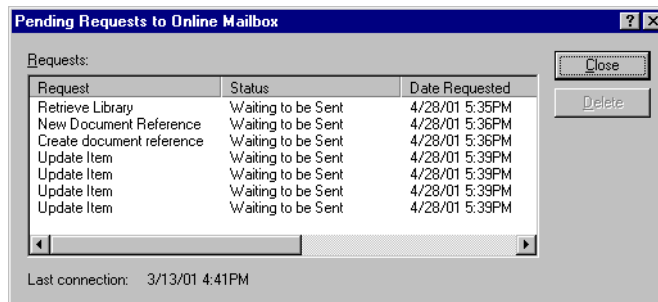 Pending Requests to Online Mailbox
Requests:
Close
Request Status Date Requested
Delete
Retrieve Library Waiting to be Sent 4/28/01 5:35PM
New Document Reference Waiting to be Sent 4/28/01 5:36PM
Create document reference Waiting to be Sent 4/28/01 5:36PM
Update Item Waiting to be Sent 4/28/01 5:39PM
Update Item Waiting to be Sent 4/28/01 5:39PM
Update Item Waiting to be Sent 4/28/01 5:39PM
Update Item Waiting to be Sent 4/28/01 5:39PM
Last connection: 3/13/01 4:41PM